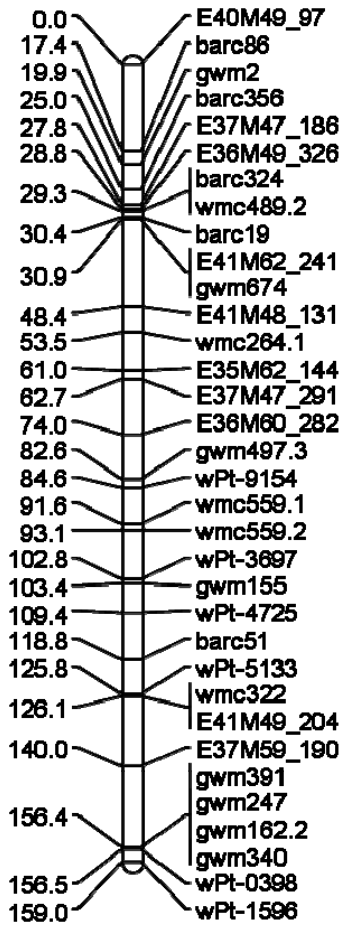 0.0 E40M49_97
17.4 barc86
19.9 gwm2
25.0 barc356
27.8 E37M47_186
28.8 E36M49_326
29.3 barc324
wmc489.2
30.4 barc19
30.9 E41M62_241
gwm674
48.4 E41M48_131
53.5 wmc264.1
61.0 E35M62_144
62.7 E37M47_291
74.0 E36M60_282
82.6 gwm497.3
84.6 wPt-9154
91.6 wmc559.1
93.1 wmc559.2
102.8 wPt-3697
103.4 gwm155
109.4 wPt-4725
118.8 barc51
125.8 wPt-5133
126.1 wmc322
E41M49_204
140.0 E37M59_190
156.4 gwm391
gwm247
gwm162.2
gwm340
156.5 wPt-0398
159.0 wPt-1596